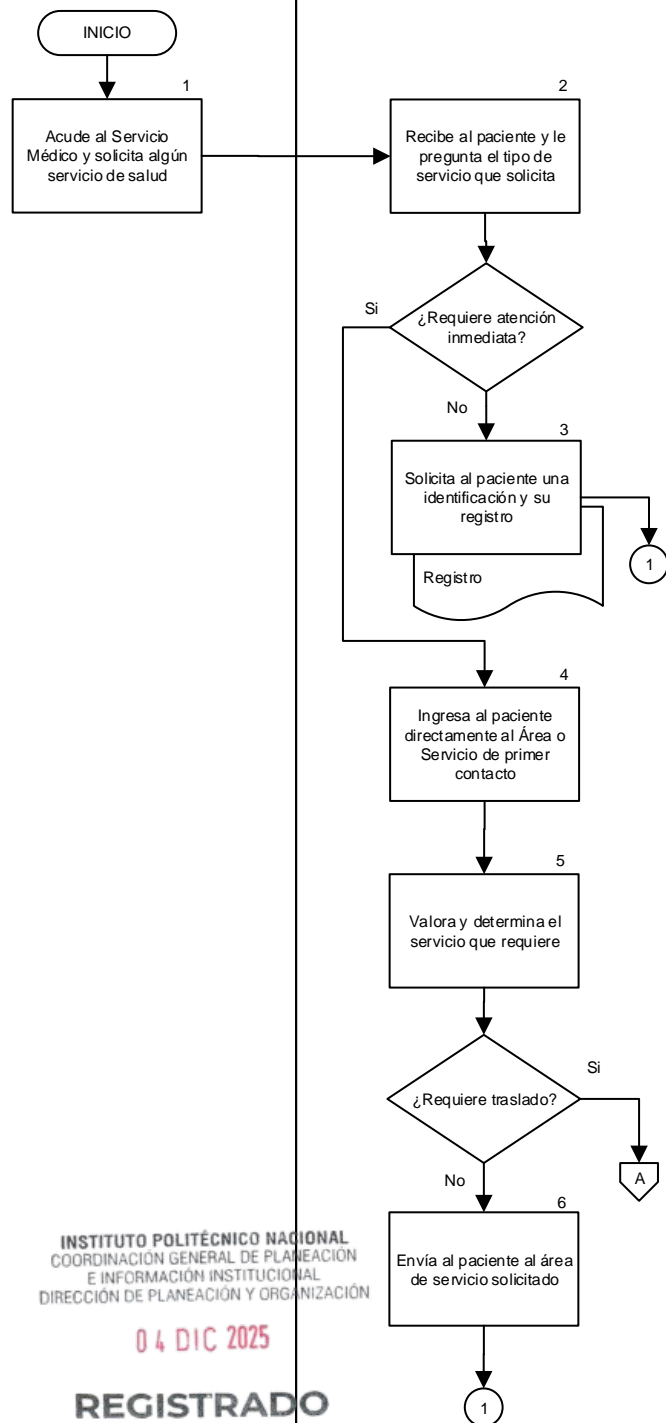 INICIO
1
Acude al Servicio
Médico y solicita algún
servicio de salud
2
Recibe al paciente y le
pregunta el tipo de
servicio que solicita
¿Requiere atención
inmediata?
Si
No
3
Solicita al paciente una
identificación y su
registro
Registro
1
4
Ingresa al paciente
directamente al Área o
Servicio de primer
contacto
5
Valora y determina el
servicio que requiere
¿Requiere traslado?
Si
A
No
6
Envía al paciente al área
de servicio solicitado
1
INSTITUTO POLITÉCNICO NACIONAL
COORDINACIÓN GENERAL DE PLANEACIÓN
E INFORMACIÓN INSTITUCIONAL
DIRECCIÓN DE PLANEACIÓN Y ORGANIZACIÓN
04 DIC 2025
REGISTRADO